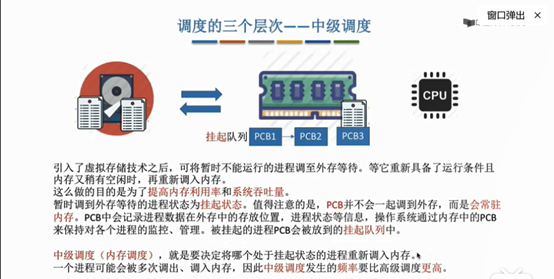 窗口弹出 ×
调度的三个层次——中级调度
CPU
挂起队列 PCB1 PCB2 PCB3
引入了虚拟存储技术之后，可将暂时不能运行的进程调至外存等待。等它重新具备了运行条件且
内存又稍有空闲时，再重新调入内存。
这么做的目的是为了提高内存利用率和系统吞吐量。
暂时调到外存等待的进程状态为挂起状态。值得注意的是，PCB并不会一起调到外存，而是会常驻
内存。PCB中会记录进程数据在外存中的存放位置，进程状态等信息，操作系统通过内存中的PCB
来保持对各个进程的监控、管理。被挂起的进程PCB会被放到的挂起队列中。
中级调度（内存调度），就是要决定将哪个处于挂起状态的进程重新调入内存。
一个进程可能会被多次调出、调入内存，因此中级调度发生的频率要比高级调度更高。